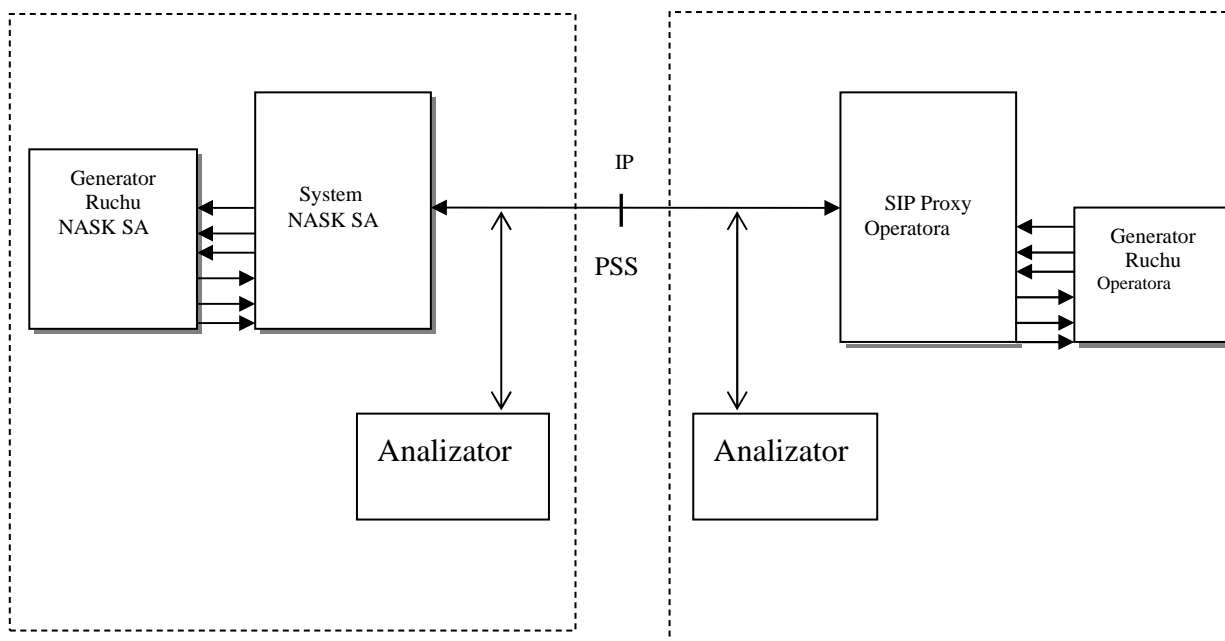 Generator
Ruchu
NASK SA
System
NASK SA
IP
PSS
SIP Proxy
Operatora
Generator
Ruchu
Operatora
Analizator
Analizator